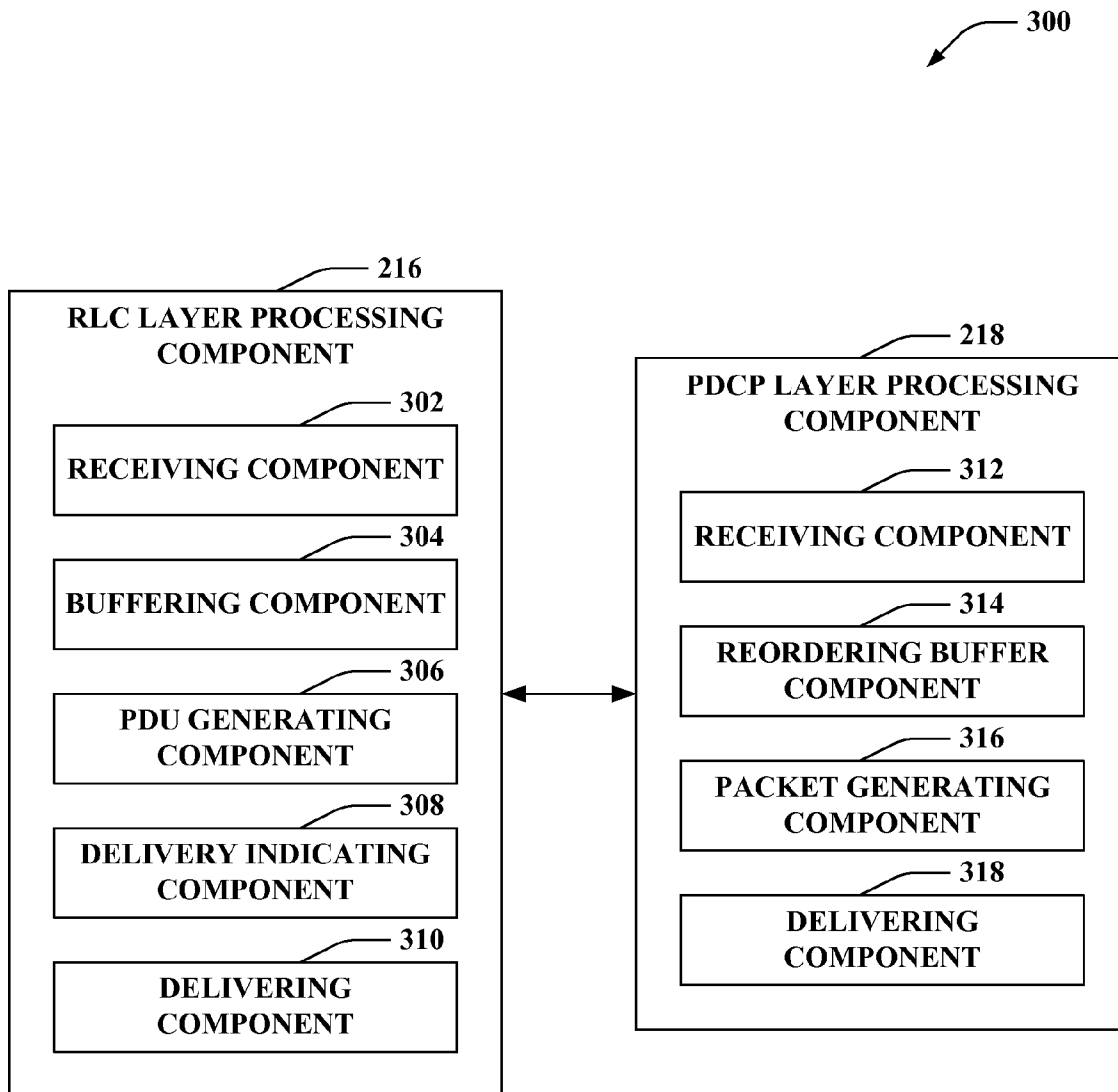 300
216
RLC LAYER PROCESSING
COMPONENT
302
RECEIVING COMPONENT
304
BUFFERING COMPONENT
306
PDU GENERATING
COMPONENT
308
DELIVERY INDICATING
COMPONENT
310
DELIVERING
COMPONENT
218
PDCP LAYER PROCESSING
COMPONENT
312
RECEIVING COMPONENT
314
REORDERING BUFFER
COMPONENT
316
PACKET GENERATING
COMPONENT
318
DELIVERING
COMPONENT